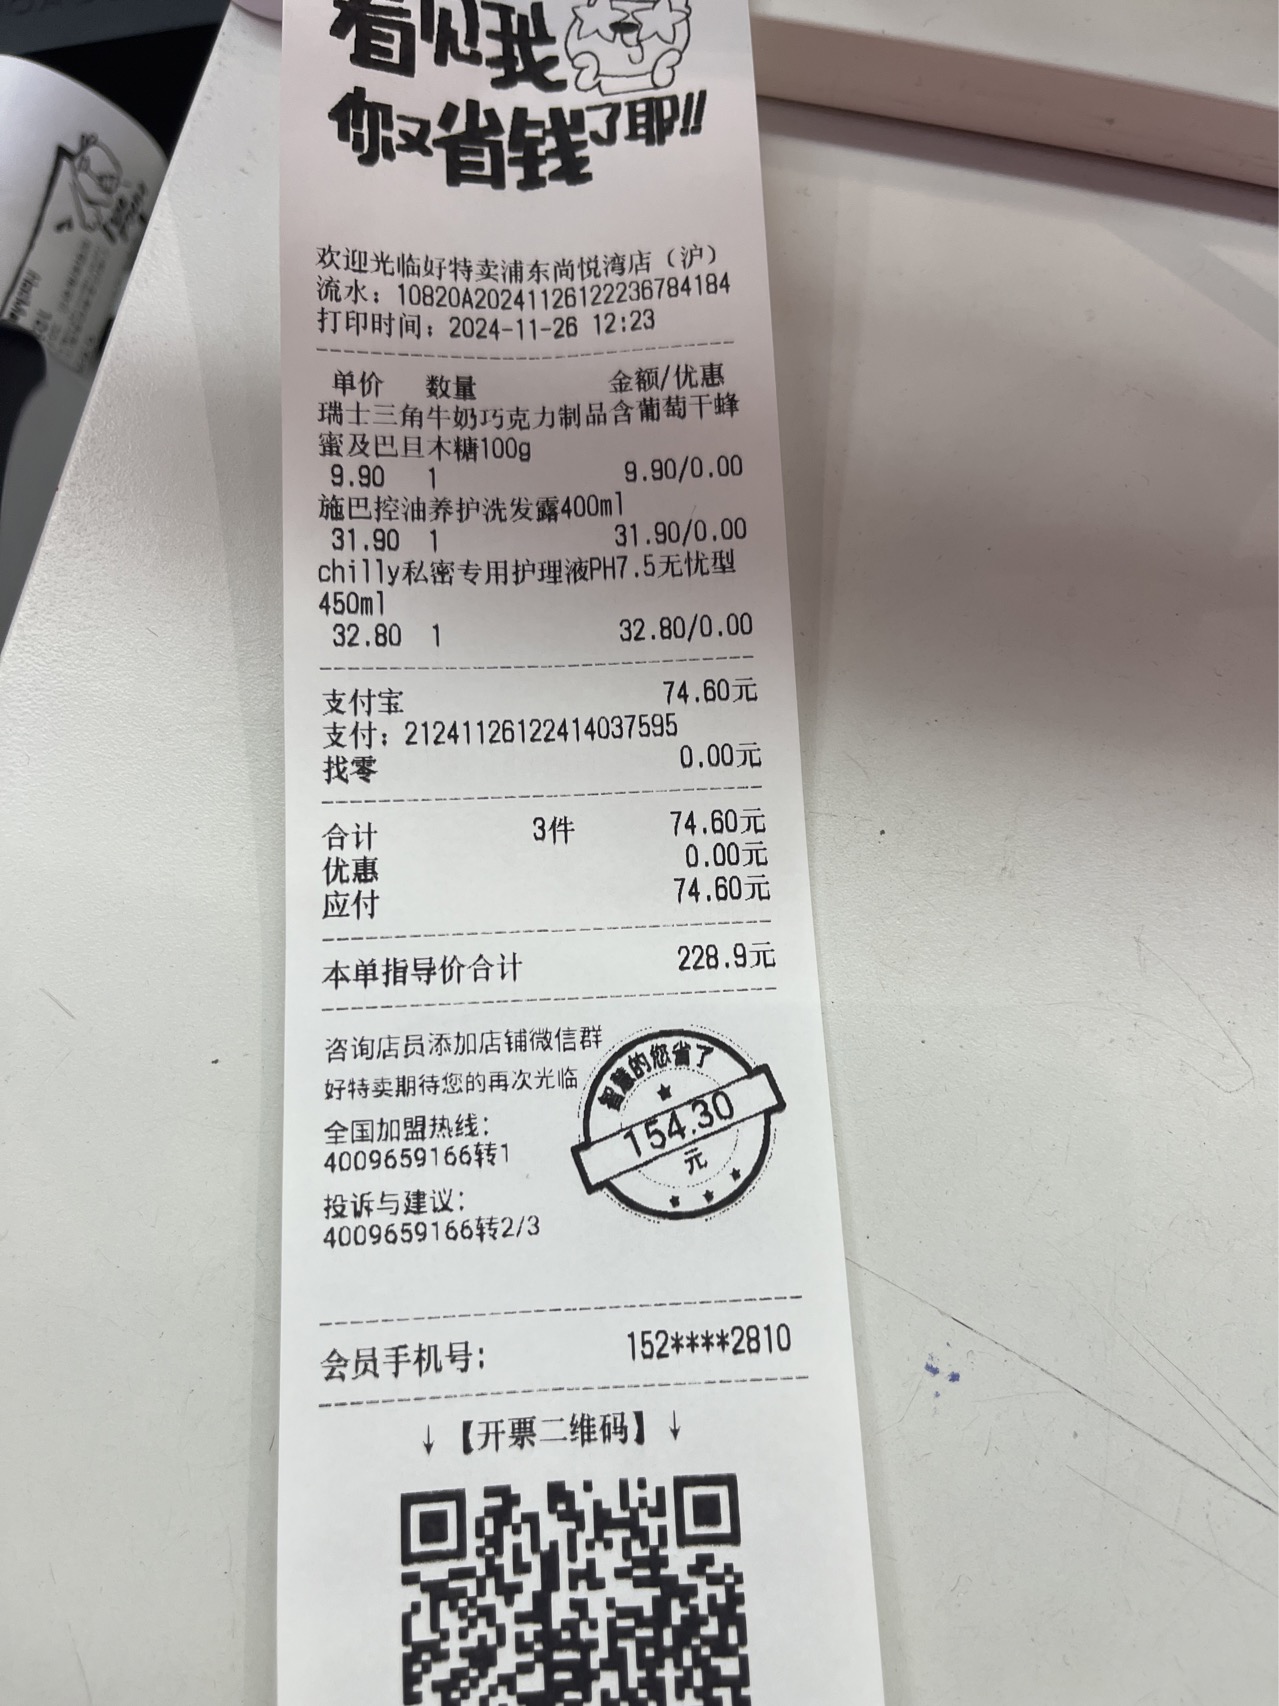 看见我
你又省钱了耶!!
欢迎光临好特卖浦东尚悦湾店（沪）
流水：10820A20241126122236784184
打印时间：2024-11-26 12:23
单价 数量 金额/优惠
瑞士三角牛奶巧克力制品含葡萄干蜂
蜜及巴旦木糖100g
9.90 1 9.90/0.00
施巴控油养护洗发露400ml
31.90 1 31.90/0.00
chilly私密专用护理液PH7.5无忧型
450ml
32.80 1 32.80/0.00
支付宝 74.60元
支付：21241126122414037595
找零 0.00元
合计 3件 74.60元
优惠 0.00元
应付 74.60元
本单指导价合计 228.9元
咨询店员添加店铺微信群
好特卖期待您的再次光临
全国加盟热线：
4009659166转1
投诉与建议：
4009659166转2/3
智慧的您省了
154.30
元
会员手机号： 152****2810
↓【开票二维码】↓